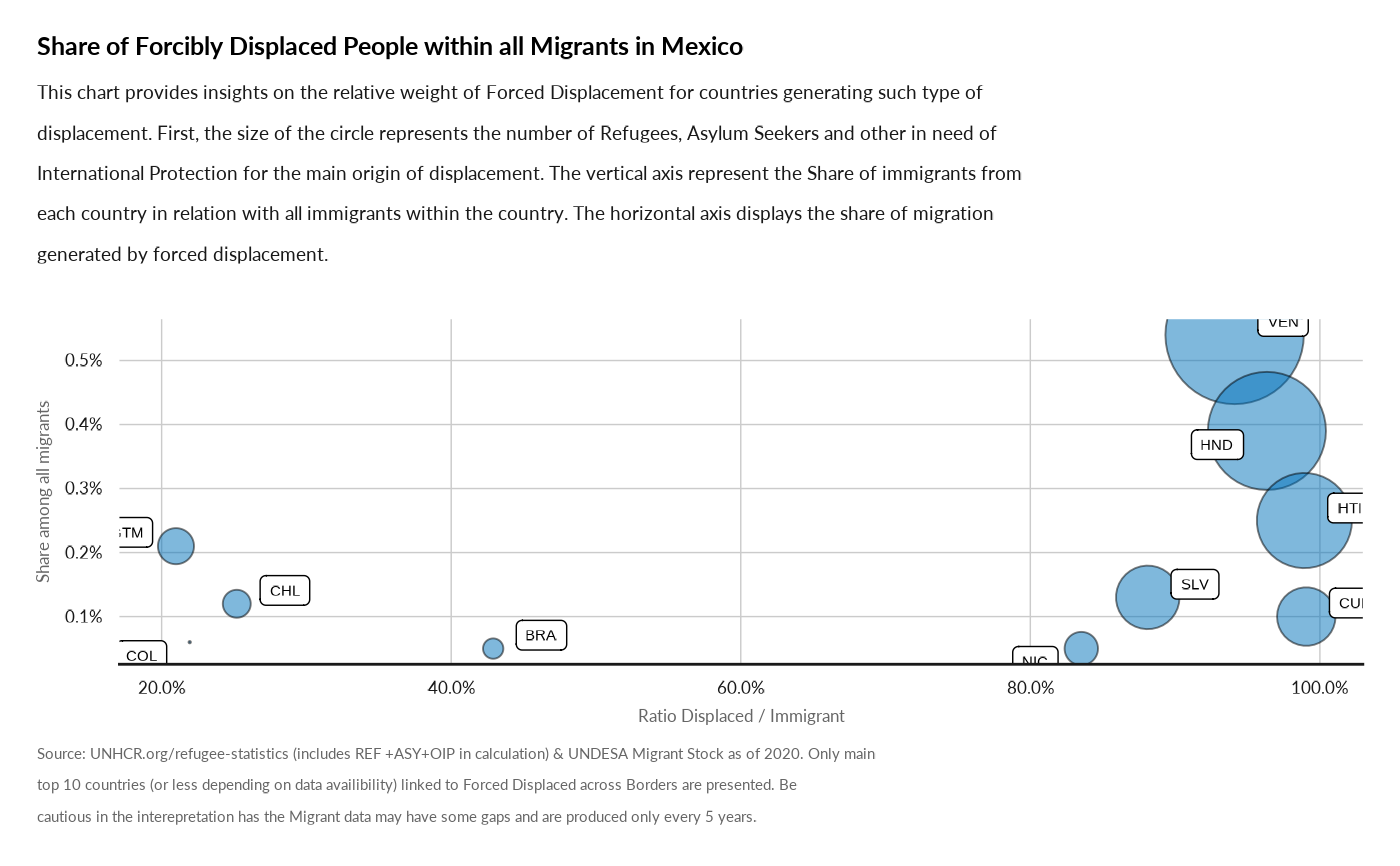 Share of Forcibly Displaced People within all Migrants in Mexico
This chart provides insights on the relative weight of Forced Displacement for countries generating such type of
displacement. First, the size of the circle represents the number of Refugees, Asylum Seekers and other in need of
International Protection for the main origin of displacement. The vertical axis represent the Share of immigrants from
each country in relation with all immigrants within the country. The horizontal axis displays the share of migration
generated by forced displacement.
VEN
0.5%
0.4%
HND
0.3%
HTI
TM
0.2%
SLV
CHL
CU
0.1%
BRA
COL
NIC
Share among all migrants
20.0%
40.0%
60.0%
80.0%
100.0%
Ratio Displaced / Immigrant
Source: UNHCR.org/refugee-statistics (includes REF +ASY+OIP in calculation) & UNDESA Migrant Stock as of 2020. Only main
top 10 countries (or less depending on data availibility) linked to Forced Displaced across Borders are presented. Be
cautious in the interepretation has the Migrant data may have some gaps and are produced only every 5 years.